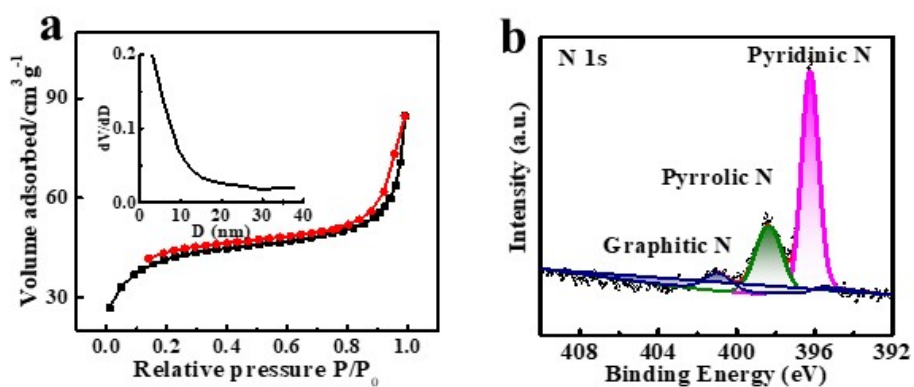 a
Volume adsorbed/cm³ g⁻¹
90
60
30
0.0 0.2 0.4 0.6 0.8 1.0
Relative pressure P/P₀
dV/dD
0.2
0.1
0.0
0 10 20 30 40
D (nm)
b
N 1s
Pyridinic N
Pyrrolic N
Graphitic N
Intensity (a.u.)
408 404 400 396 392
Binding Energy (eV)